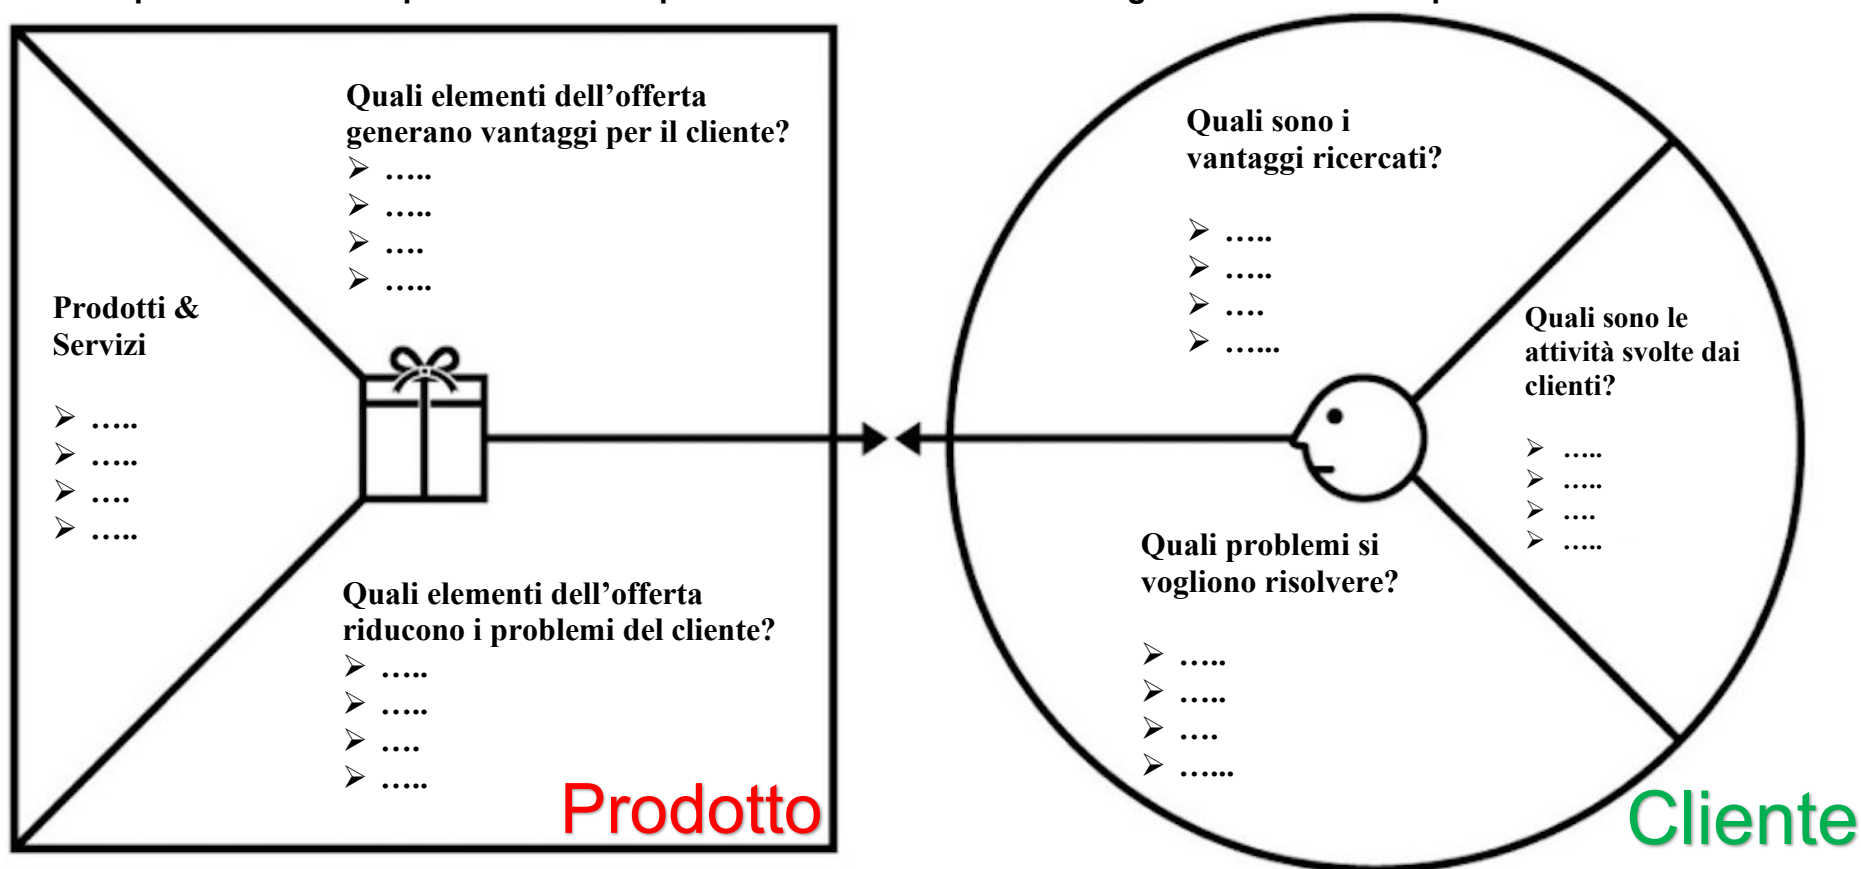 Quali elementi dell’offerta
generano vantaggi per il cliente?
➢ …..
➢ …..
➢ ….
➢ …..
Prodotti &
Servizi
➢ …..
➢ …..
➢ ….
➢ …..
Quali elementi dell’offerta
riducono i problemi del cliente?
➢ …..
➢ …..
➢ ….
➢ …..
Prodotto
Quali sono i
vantaggi ricercati?
➢ …..
➢ …..
➢ ….
➢ …...
Quali sono le
attività svolte dai
clienti?
➢ …..
➢ …..
➢ ….
➢ …..
Quali problemi si
vogliono risolvere?
➢ …..
➢ …..
➢ ….
➢ …...
Cliente